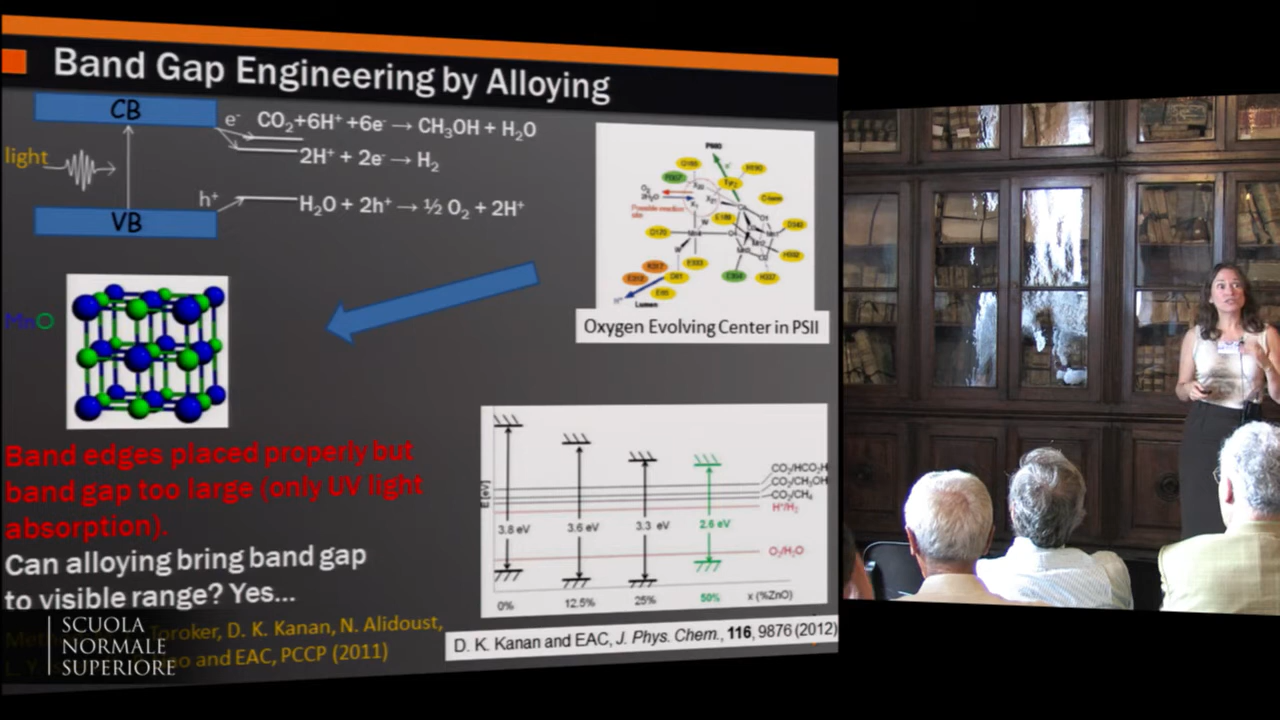 Band Gap Engineering by Alloying
CB
e⁻ CO₂+6H⁺ +6e⁻ → CH₃OH + H₂O
2H⁺ + 2e⁻ → H₂
light
h⁺
H₂O + 2h⁺ → ½ O₂ + 2H⁺
VB
MnO
Lumen
Oxygen Evolving Center in PSII
Band edges placed properly but
band gap too large (only UV light
absorption).
Can alloying bring band gap
to visible range? Yes...
E(eV)
CO₂/HCO₂H
CO₂/CH₃OH
CO₂/CH₄
H⁺/H₂
3.8 eV 3.6 eV 3.3 eV 2.6 eV
O₂/H₂O
0% 12.5% 25% 50% x (%ZnO)
Toroker, D. K. Kanan, N. Alidoust,
and EAC, PCCP (2011)
D. K. Kanan and EAC, J. Phys. Chem., 116, 9876 (2012)
SCUOLA
NORMALE
SUPERIORE